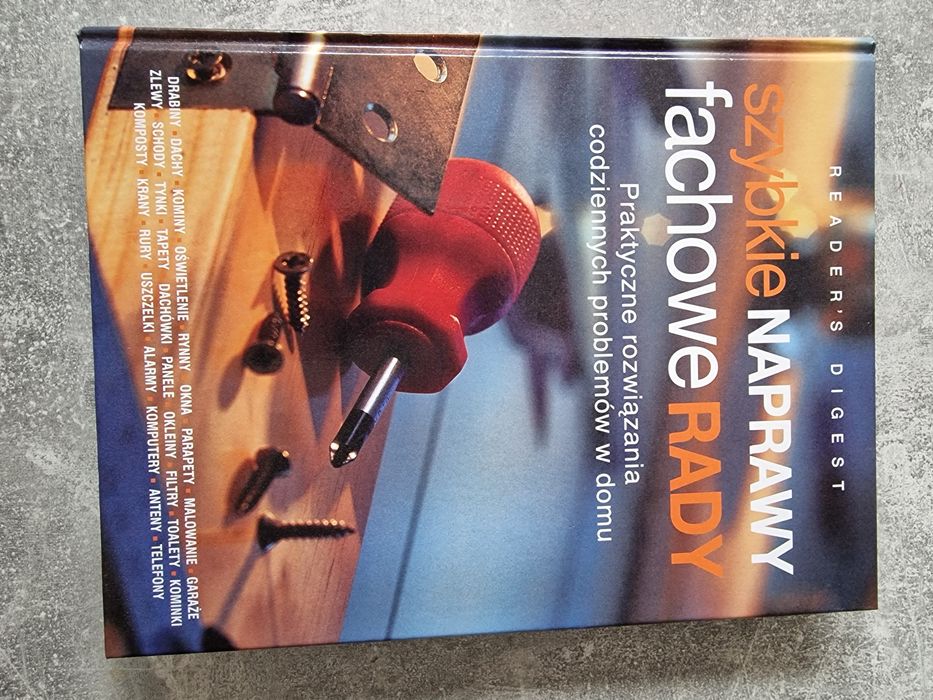 READER'S DIGEST
szybkie NAPRAWY
fachowe RADY
Praktyczne rozwiązania
codziennych problemów w domu
DRABINY ▪ DACHY ▪ KOMINY ▪ OŚWIETLENIE ▪ RYNNY ▪ OKNA ▪ PARAPETY ▪ MALOWANIE ▪ GARAŻE
ZLEWY ▪ SCHODY ▪ TYNKI ▪ TAPETY ▪ DACHÓWKI ▪ PANELE ▪ OKLEINY ▪ FILTRY ▪ TOALETY ▪ KOMINKI
KOMPOSTY ▪ KRANY ▪ RURY ▪ USZCZELKI ▪ ALARMY ▪ KOMPUTERY ▪ ANTENY ▪ TELEFONY